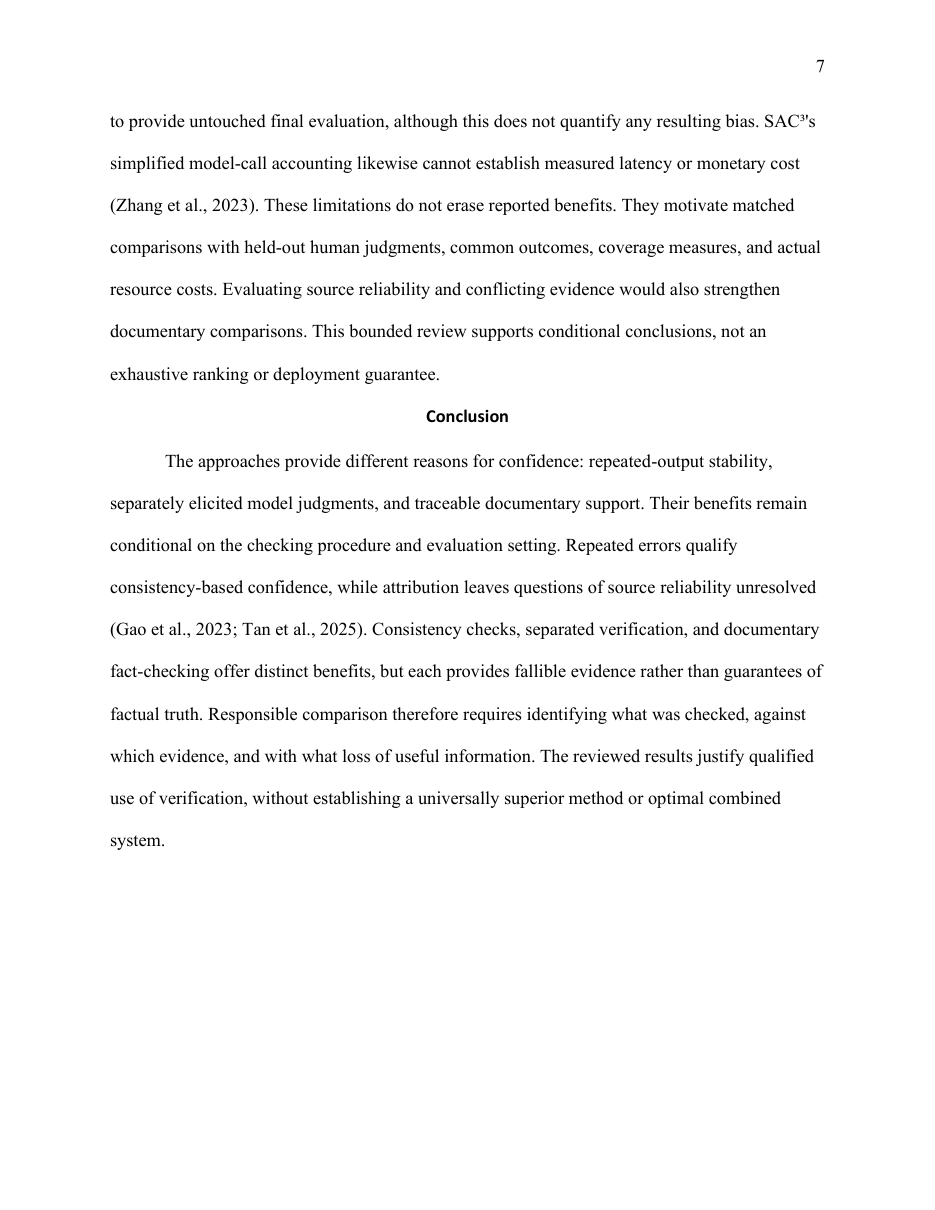 7
to provide untouched final evaluation, although this does not quantify any resulting bias. SAC³'s
simplified model-call accounting likewise cannot establish measured latency or monetary cost
(Zhang et al., 2023). These limitations do not erase reported benefits. They motivate matched
comparisons with held-out human judgments, common outcomes, coverage measures, and actual
resource costs. Evaluating source reliability and conflicting evidence would also strengthen
documentary comparisons. This bounded review supports conditional conclusions, not an
exhaustive ranking or deployment guarantee.
Conclusion
The approaches provide different reasons for confidence: repeated-output stability,
separately elicited model judgments, and traceable documentary support. Their benefits remain
conditional on the checking procedure and evaluation setting. Repeated errors qualify
consistency-based confidence, while attribution leaves questions of source reliability unresolved
(Gao et al., 2023; Tan et al., 2025). Consistency checks, separated verification, and documentary
fact-checking offer distinct benefits, but each provides fallible evidence rather than guarantees of
factual truth. Responsible comparison therefore requires identifying what was checked, against
which evidence, and with what loss of useful information. The reviewed results justify qualified
use of verification, without establishing a universally superior method or optimal combined
system.